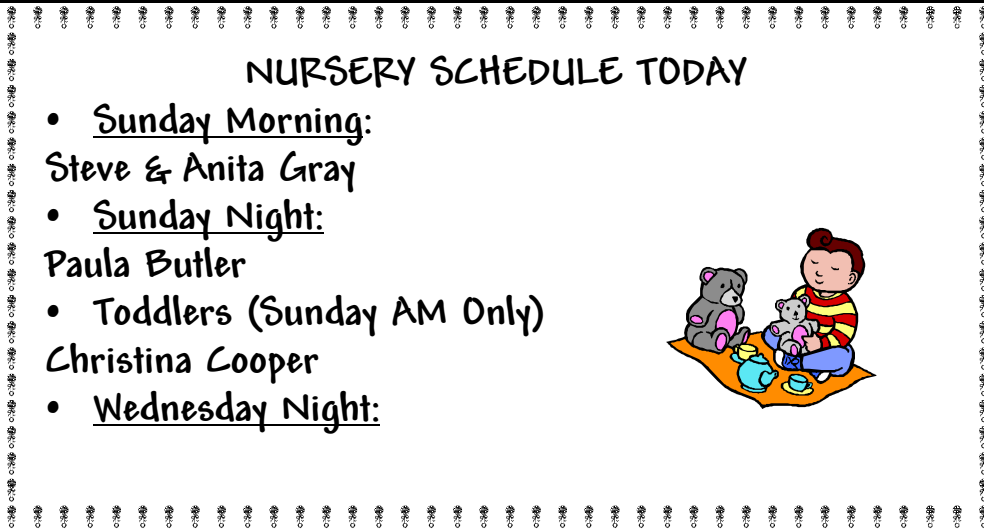 NURSERY SCHEDULE TODAY
• Sunday Morning:
Steve & Anita Gray
• Sunday Night:
Paula Butler
• Toddlers (Sunday AM Only)
Christina Cooper
• Wednesday Night: